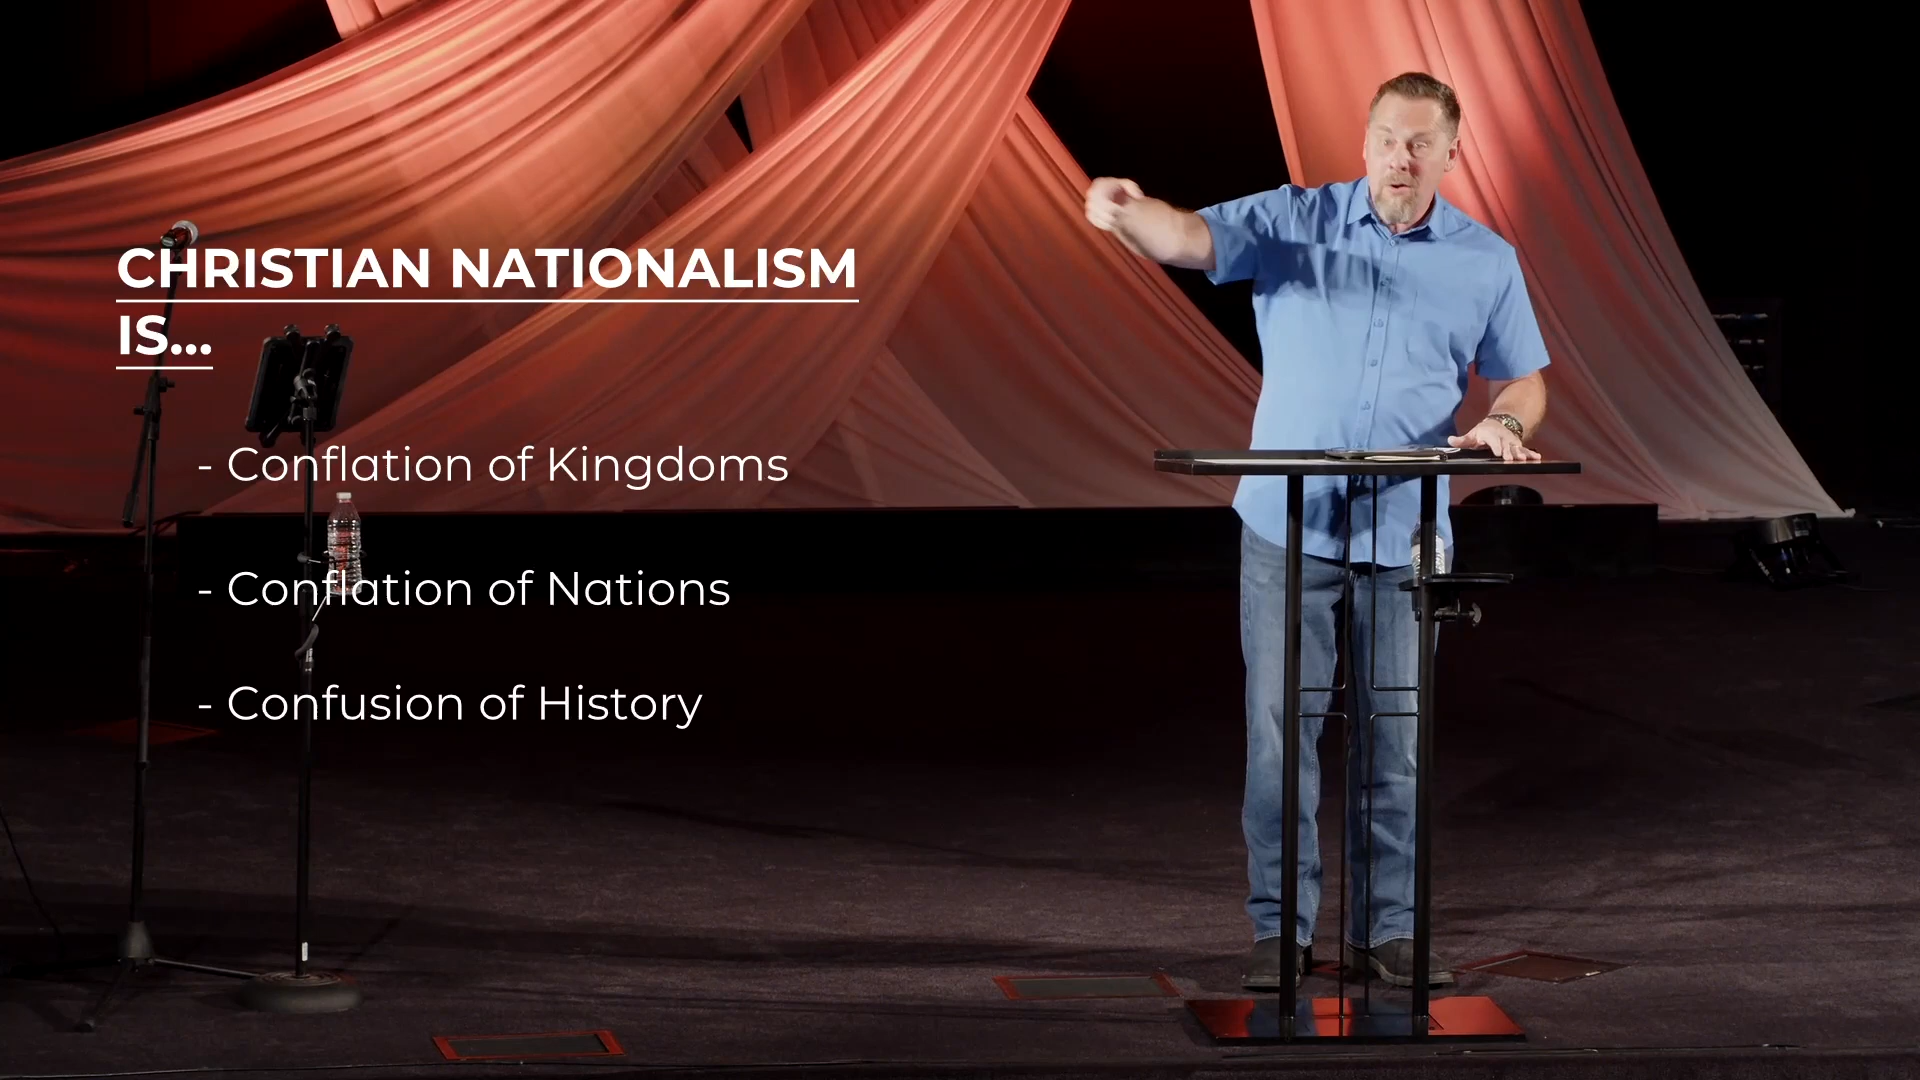 CHRISTIAN NATIONALISM
IS...
- Conflation of Kingdoms
- Conflation of Nations
- Confusion of History